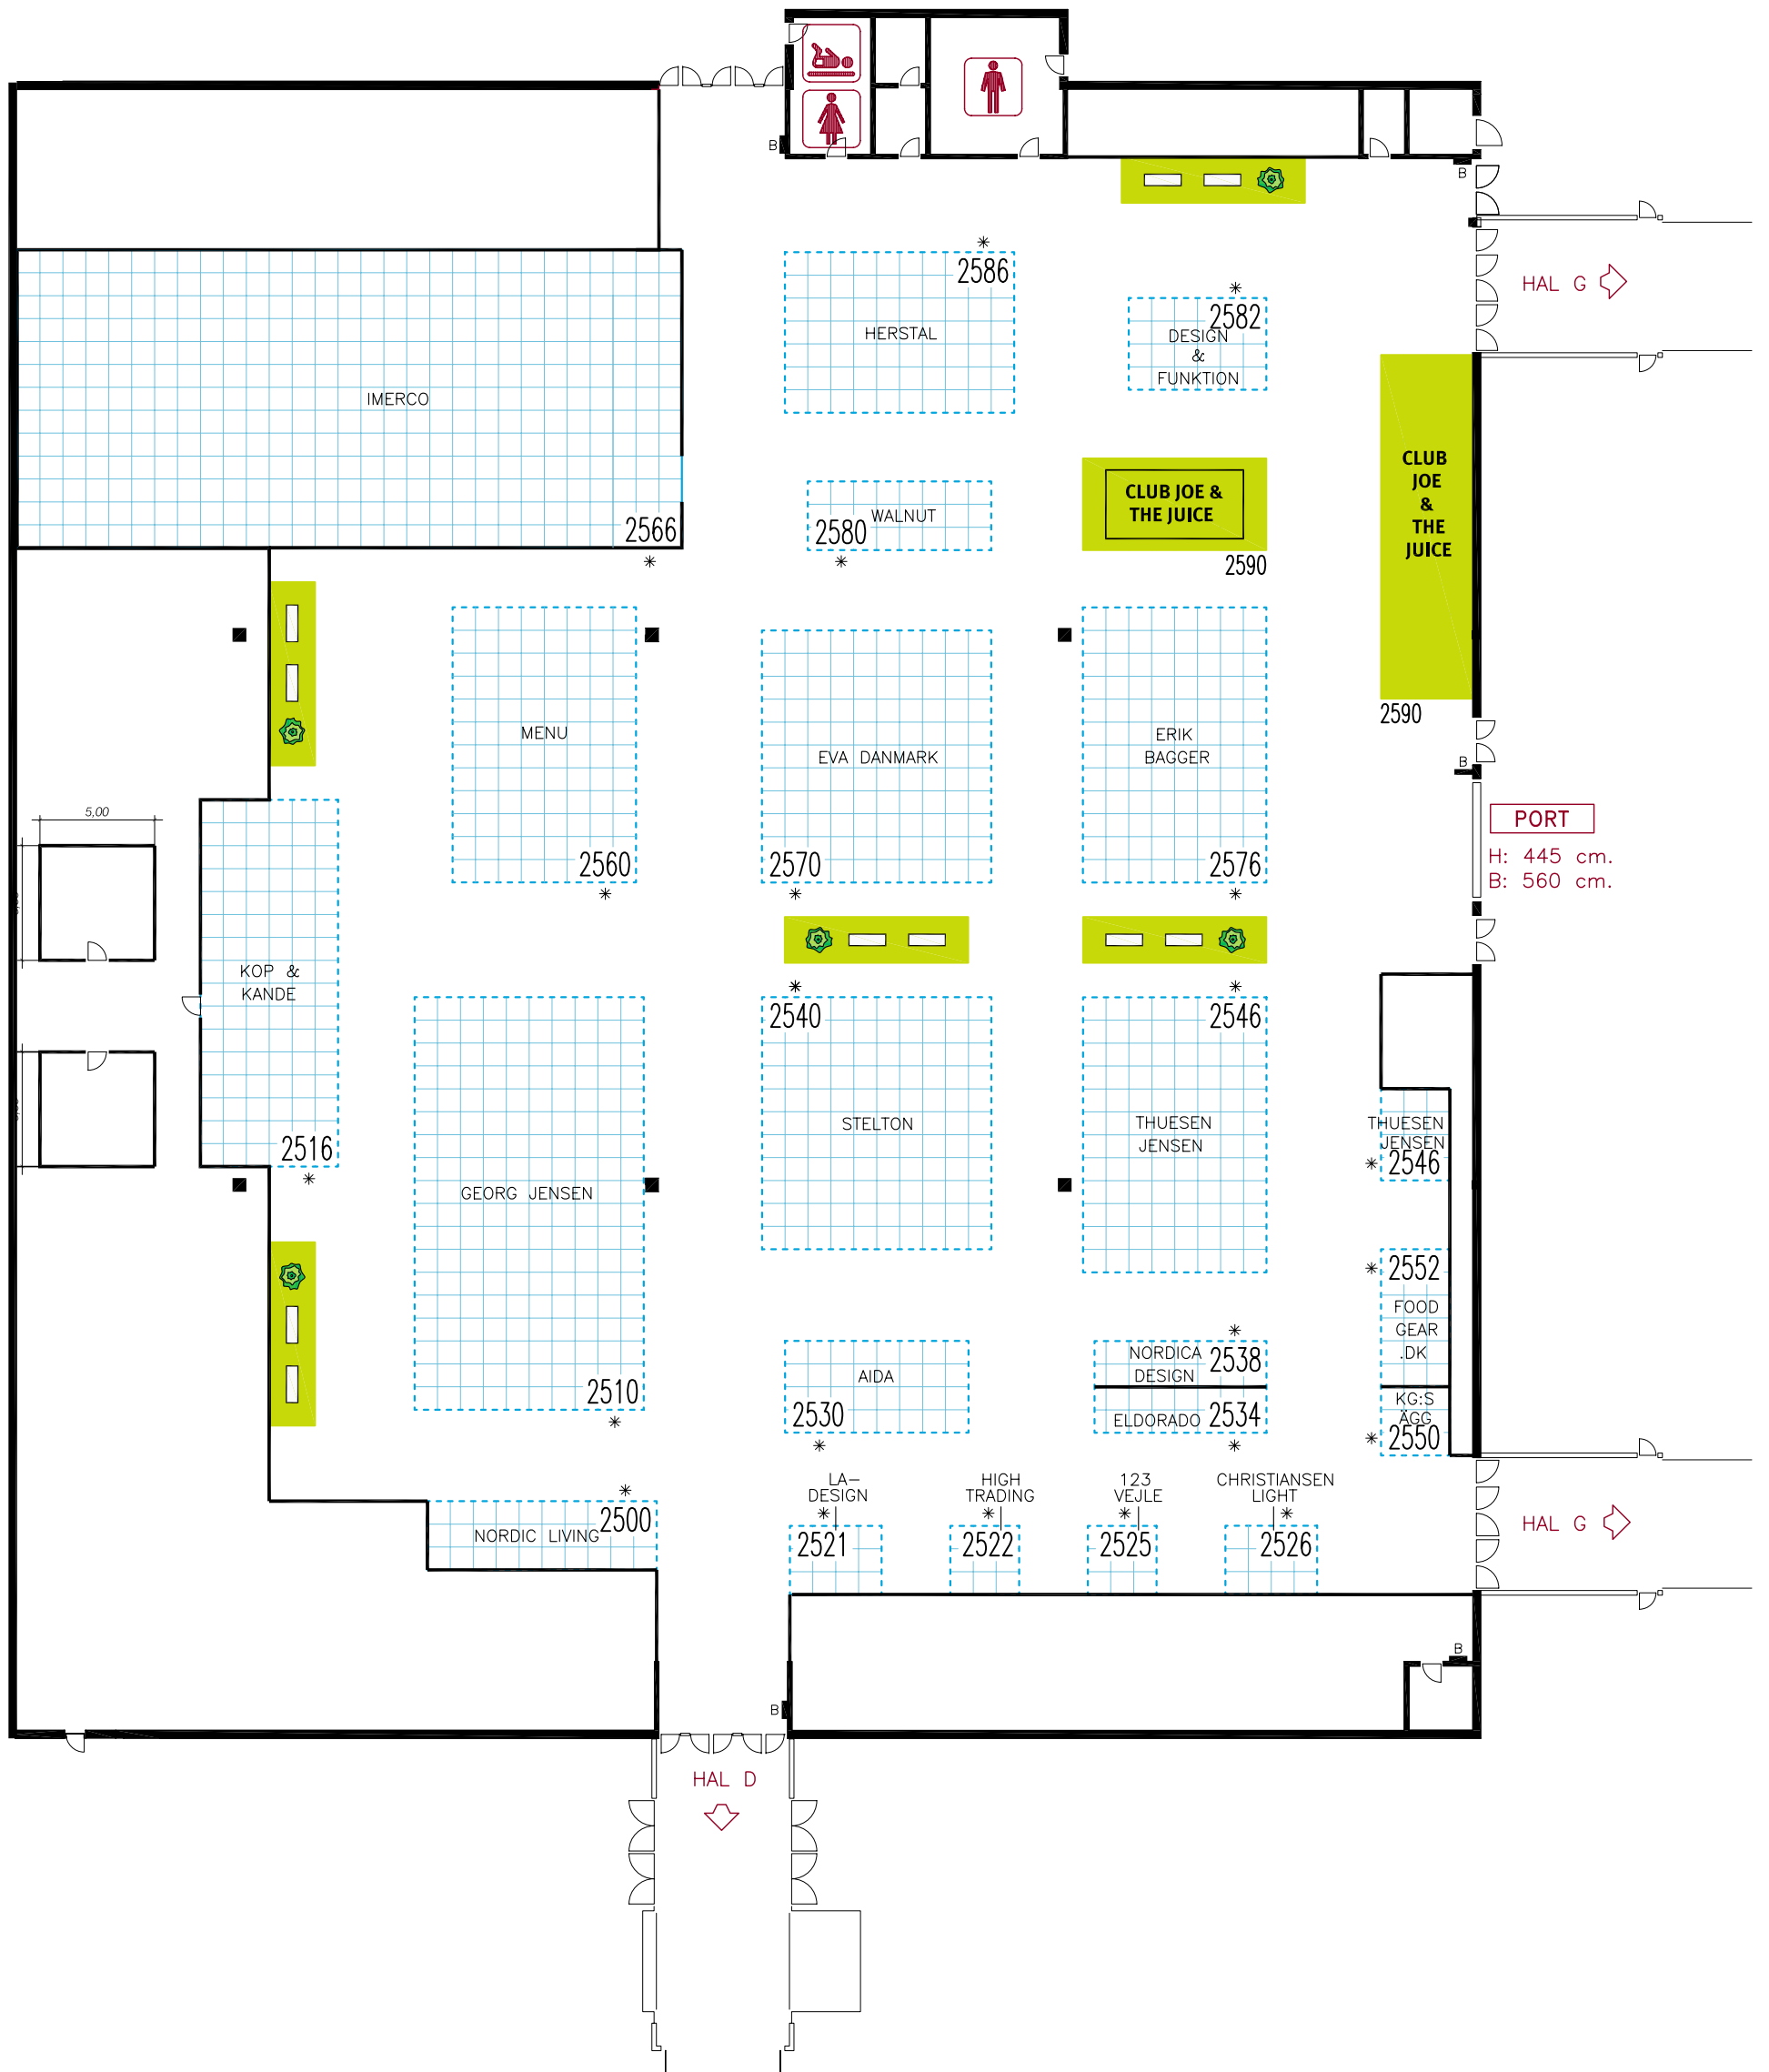 B
B
2586
HERSTAL
HAL G
2582
DESIGN
&
FUNKTION
IMERCO
CLUB
JOE
&
THE
JUICE
CLUB JOE &
THE JUICE
2566
2580
WALNUT
2590
2590
MENU
EVA DANMARK
ERIK
BAGGER
B
PORT
H: 445 cm.
B: 560 cm.
5,00
2560
2570
2576
KOP &
KANDE
2540
2546
STELTON
THUESEN
JENSEN
THUESEN
JENSEN
2546
2516
GEORG JENSEN
2552
FOOD
GEAR
.DK
NORDICA
DESIGN
2538
AIDA
2510
2530
ELDORADO
2534
KG:S
ÄGG
2550
LA-
DESIGN
HIGH
TRADING
123
VEJLE
CHRISTIANSEN
LIGHT
2500
NORDIC LIVING
2521
2522
2525
2526
HAL G
B
B
HAL D